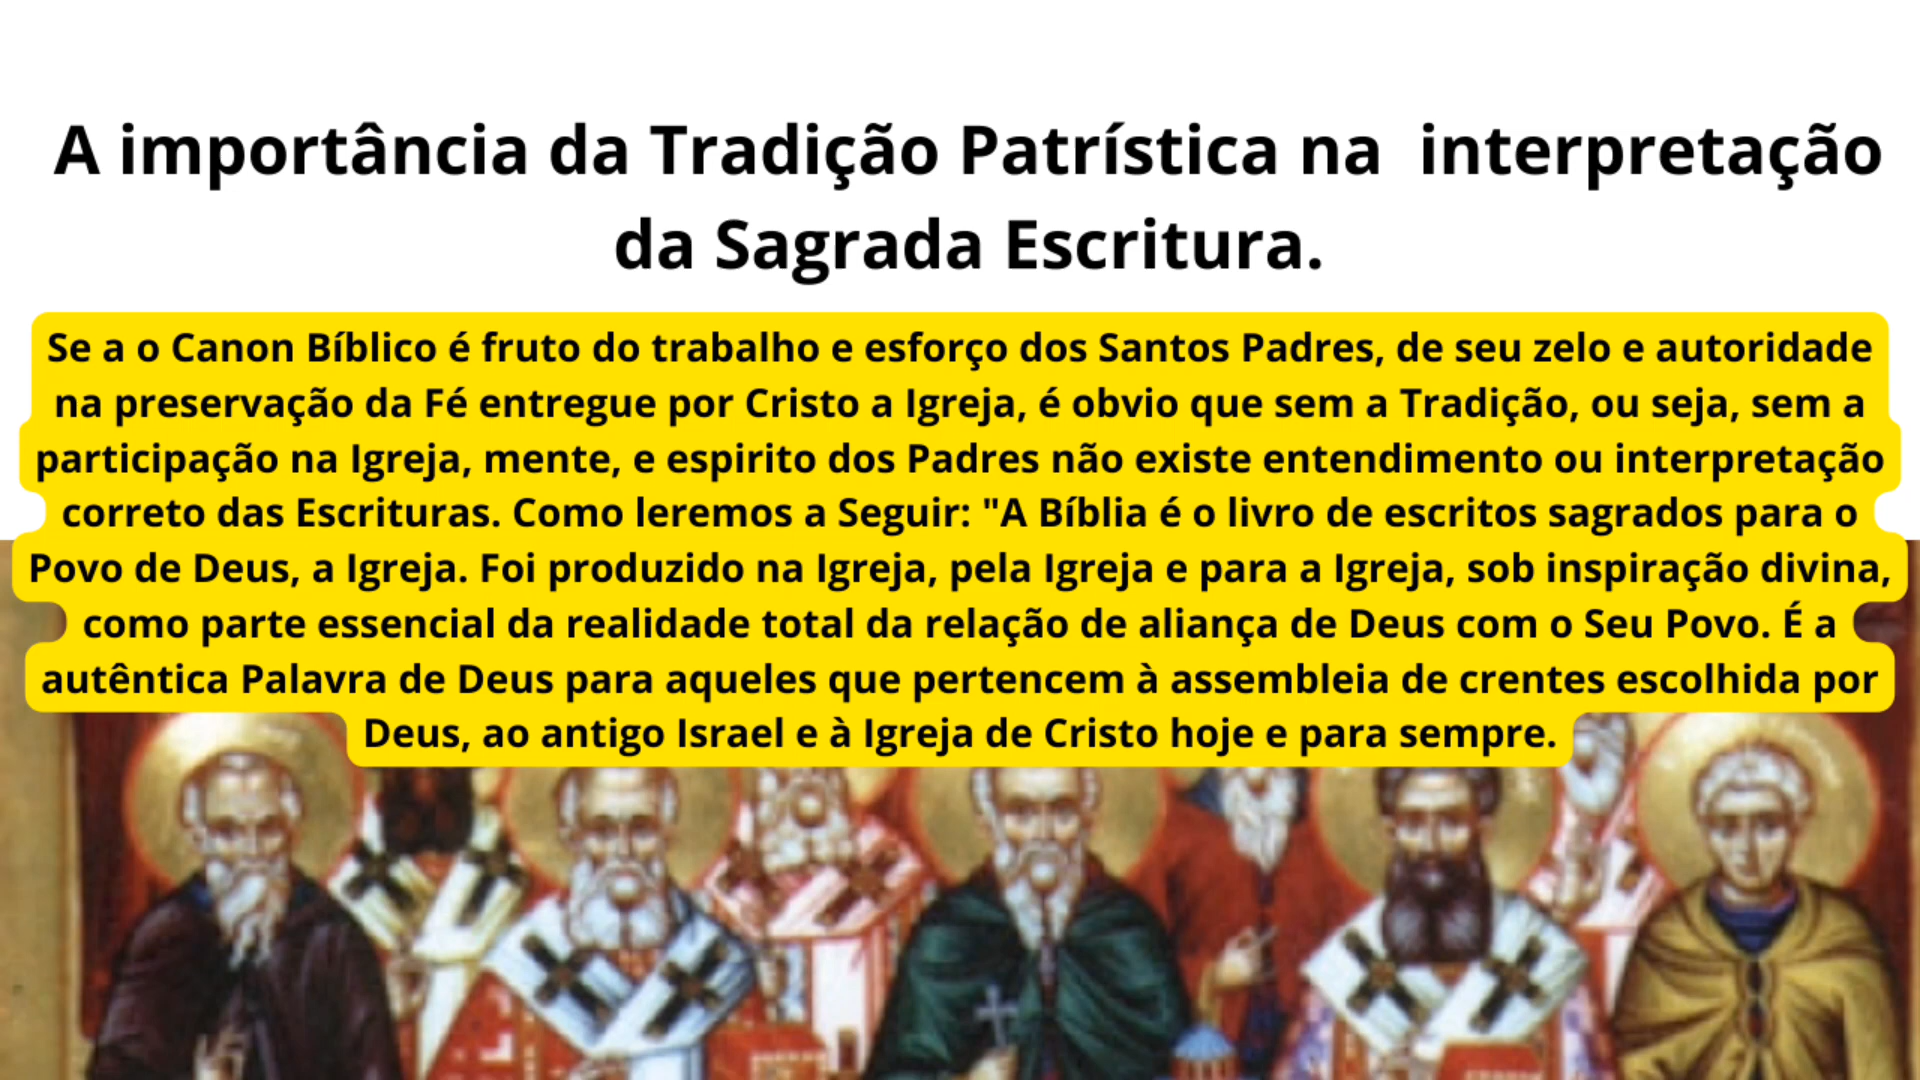 A importância da Tradição Patrística na  interpretação
da Sagrada Escritura.
Se a o Canon Bíblico é fruto do trabalho e esforço dos Santos Padres, de seu zelo e autoridade
na preservação da Fé entregue por Cristo a Igreja, é obvio que sem a Tradição, ou seja, sem a
participação na Igreja, mente, e espirito dos Padres não existe entendimento ou interpretação
correto das Escrituras. Como leremos a Seguir: "A Bíblia é o livro de escritos sagrados para o
Povo de Deus, a Igreja. Foi produzido na Igreja, pela Igreja e para a Igreja, sob inspiração divina,
como parte essencial da realidade total da relação de aliança de Deus com o Seu Povo. É a
autêntica Palavra de Deus para aqueles que pertencem à assembleia de crentes escolhida por
Deus, ao antigo Israel e à Igreja de Cristo hoje e para sempre.